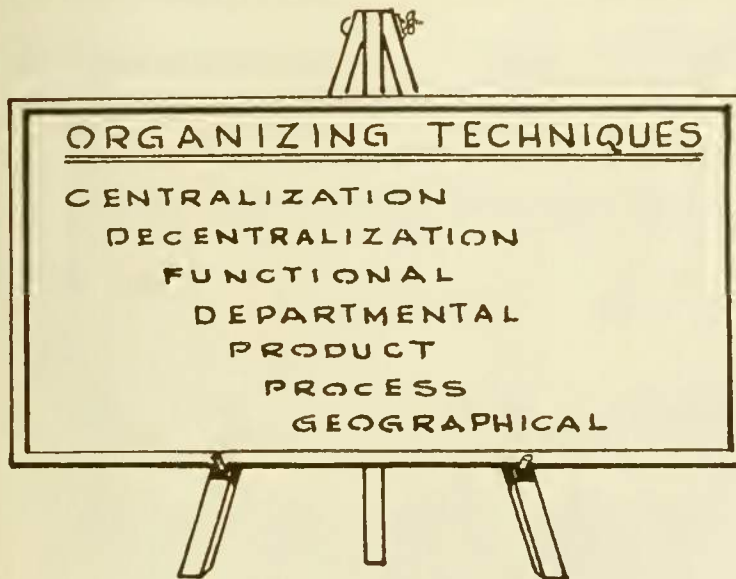 ORGANIZING TECHNIQUES
CENTRALIZATION
DECENTRALIZATION
FUNCTIONAL
DEPARTMENTAL
PRODUCT
PROCESS
GEOGRAPHICAL